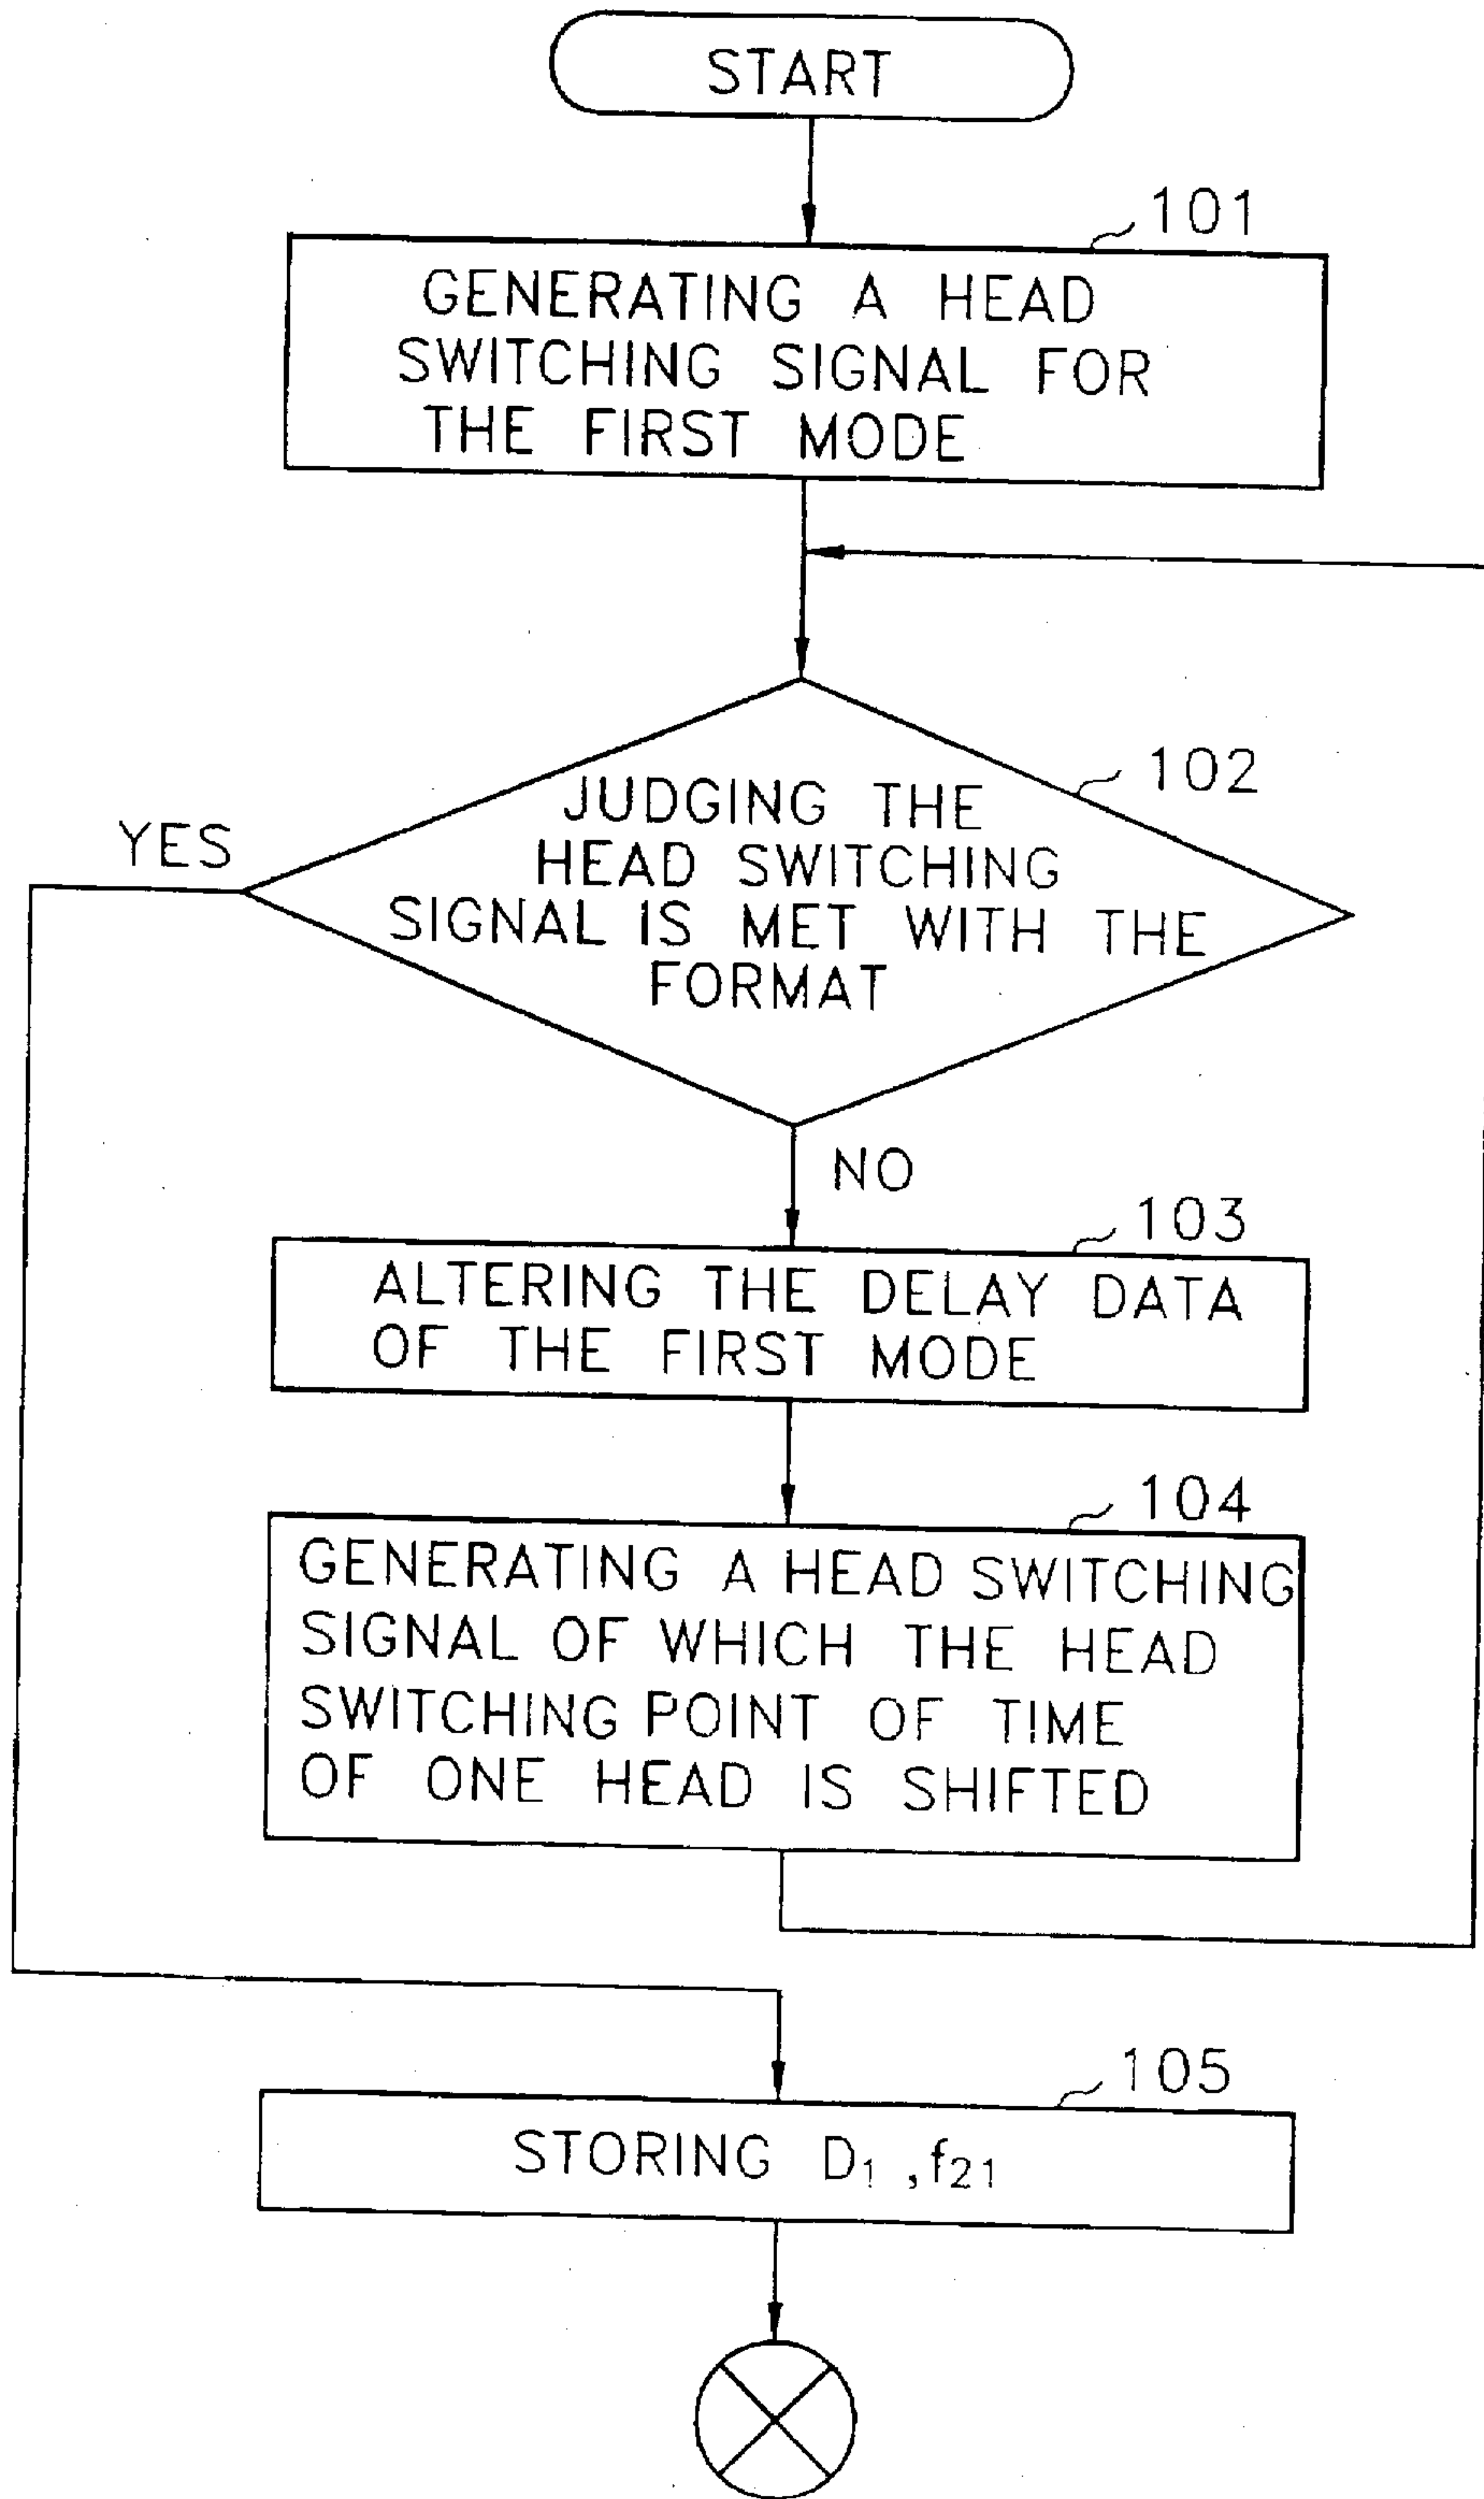 START
101
GENERATING A HEAD
SWITCHING SIGNAL FOR
THE FIRST MODE
102
JUDGING THE
HEAD SWITCHING
SIGNAL IS MET WITH THE
FORMAT
YES
NO
103
ALTERING THE DELAY DATA
OF THE FIRST MODE
104
GENERATING A HEAD SWITCHING
SIGNAL OF WHICH THE HEAD
SWITCHING POINT OF TIME
OF ONE HEAD IS SHIFTED
105
STORING D₁ ,f₂₁